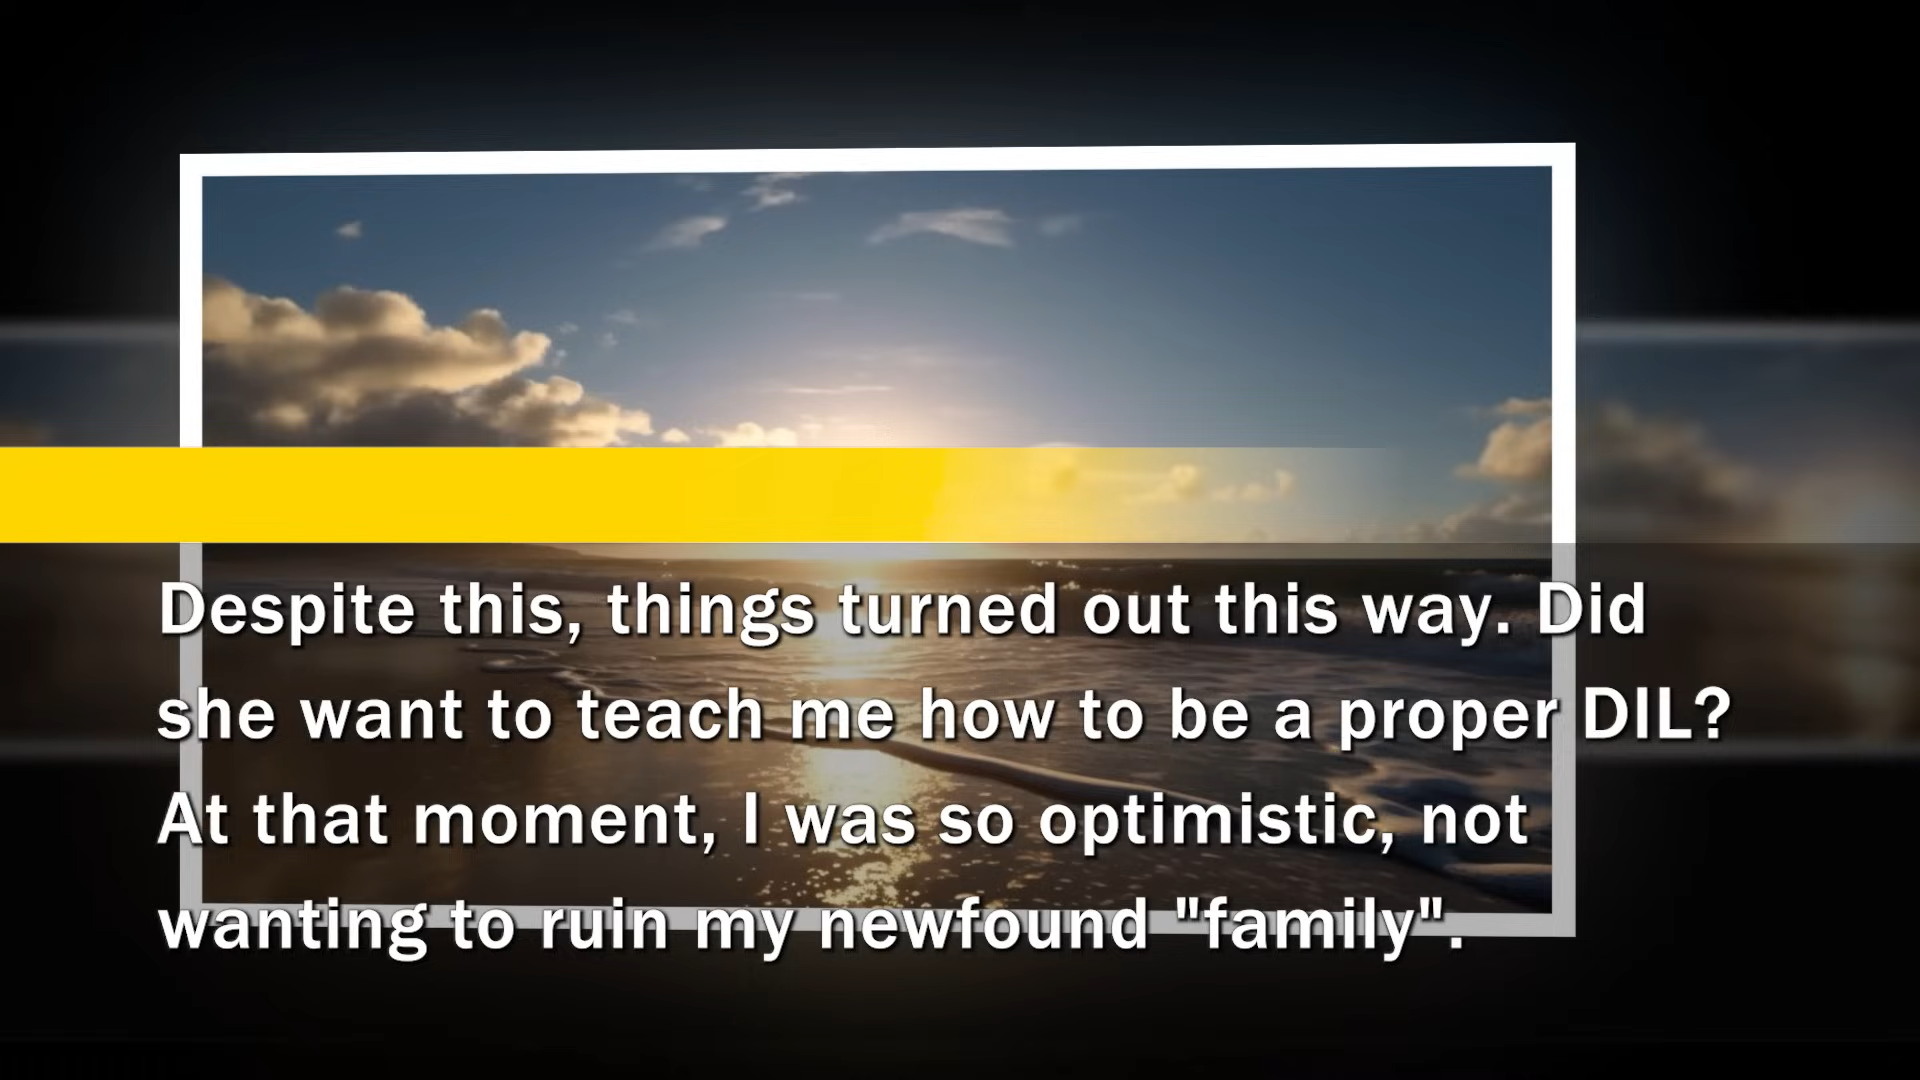 Despite this, things turned out this way. Did
she want to teach me how to be a proper DIL?
At that moment, I was so optimistic, not
wanting to ruin my newfound "family".